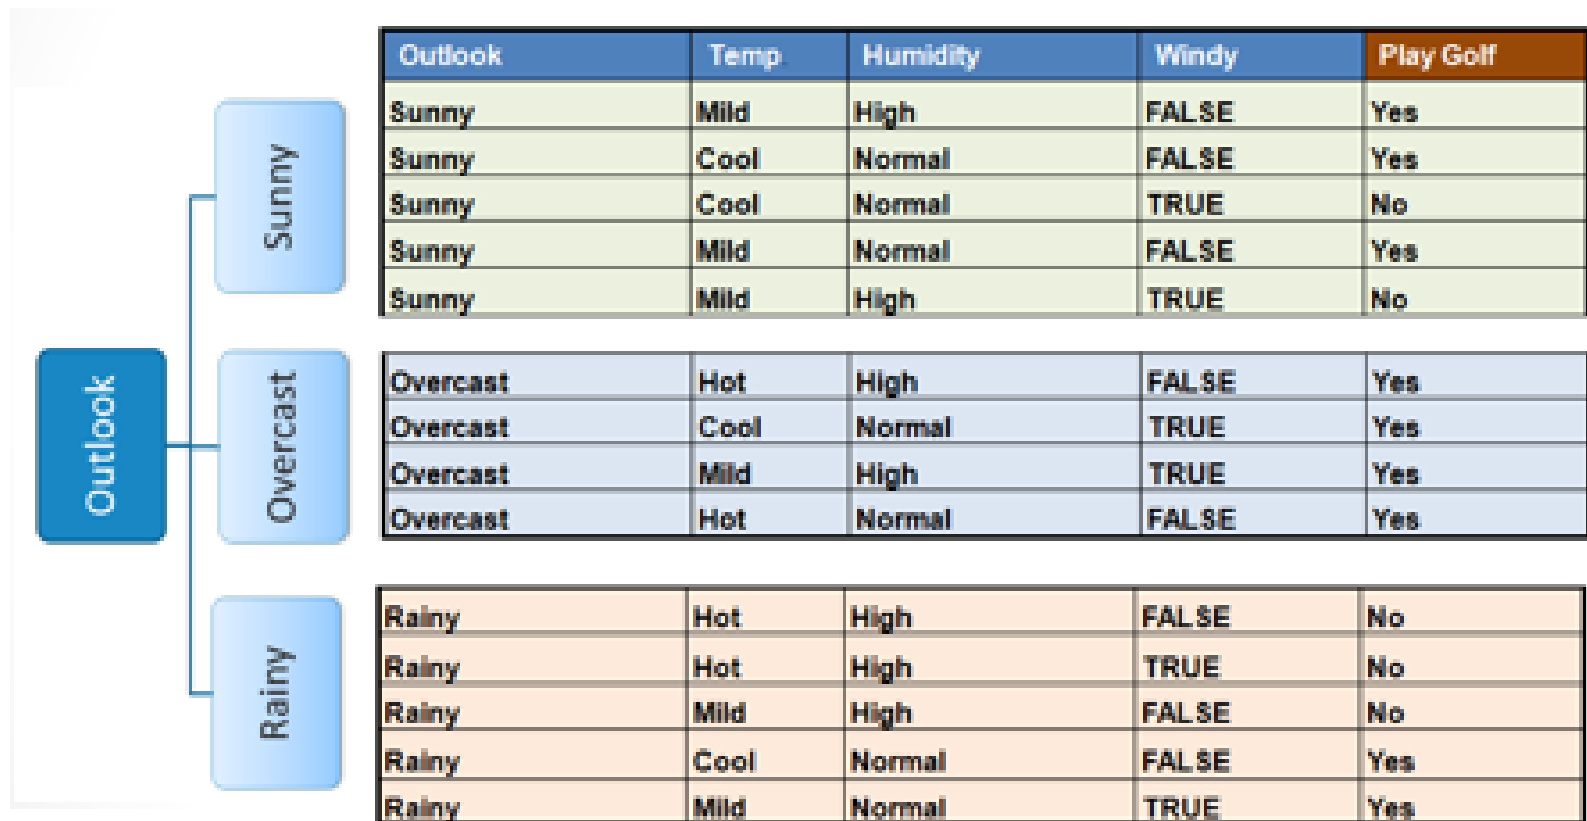 Outlook Temp Humidity Windy Play Golf
Sunny Mild High FALSE Yes
Sunny Cool Normal FALSE Yes
Sunny Cool Normal TRUE No
Sunny Mild Normal FALSE Yes
Sunny Mild High TRUE No
Sunny
Outlook
Overcast
Overcast Hot High FALSE Yes
Overcast Cool Normal TRUE Yes
Overcast Mild High TRUE Yes
Overcast Hot Normal FALSE Yes
Rainy
Rainy Hot High FALSE No
Rainy Hot High TRUE No
Rainy Mild High FALSE No
Rainy Cool Normal FALSE Yes
Rainy Mild Normal TRUE Yes